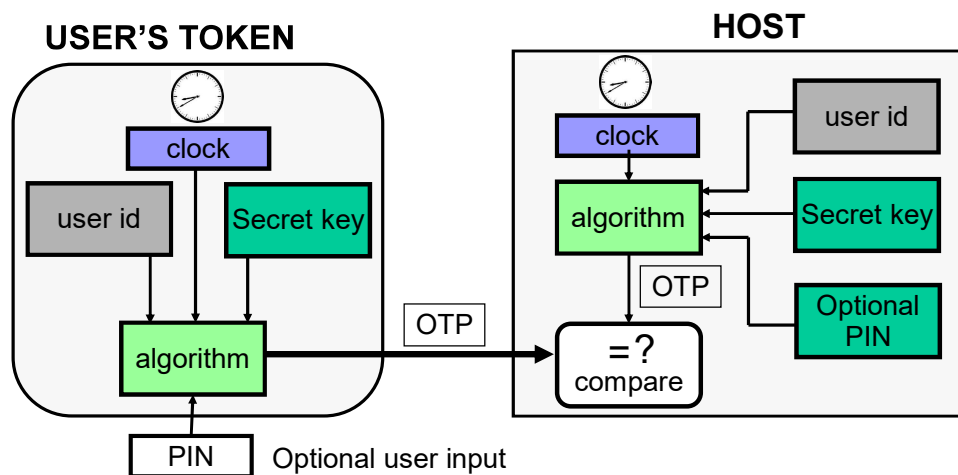 USER'S TOKEN
clock
user id
Secret key
algorithm
PIN
Optional user input
OTP
HOST
clock
user id
algorithm
Secret key
OTP
Optional
PIN
=?
compare